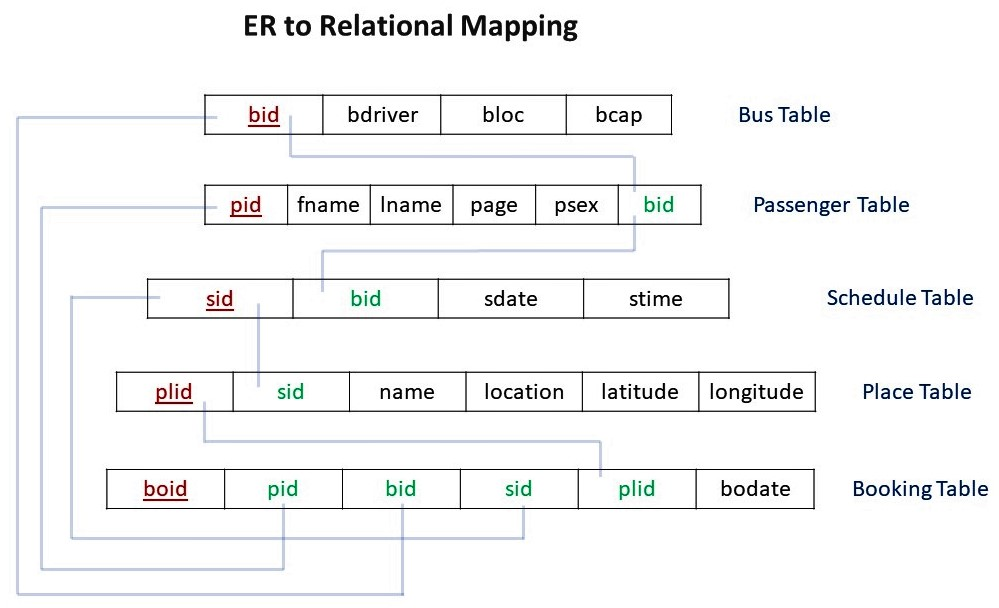 ER to Relational Mapping
bid bdriver bloc bcap Bus Table
pid fname lname page psex bid Passenger Table
sid bid sdate stime Schedule Table
plid sid name location latitude longitude Place Table
boid pid bid sid plid bodate Booking Table